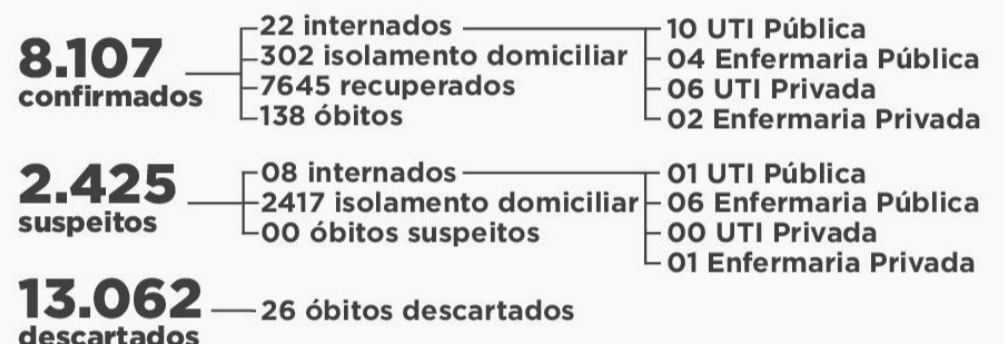 8.107
confirmados
22 internados
302 isolamento domiciliar
7645 recuperados
138 óbitos
10 UTI Pública
04 Enfermaria Pública
06 UTI Privada
02 Enfermaria Privada
2.425
suspeitos
08 internados
2417 isolamento domiciliar
00 óbitos suspeitos
01 UTI Pública
06 Enfermaria Pública
00 UTI Privada
01 Enfermaria Privada
13.062
descartados
26 óbitos descartados